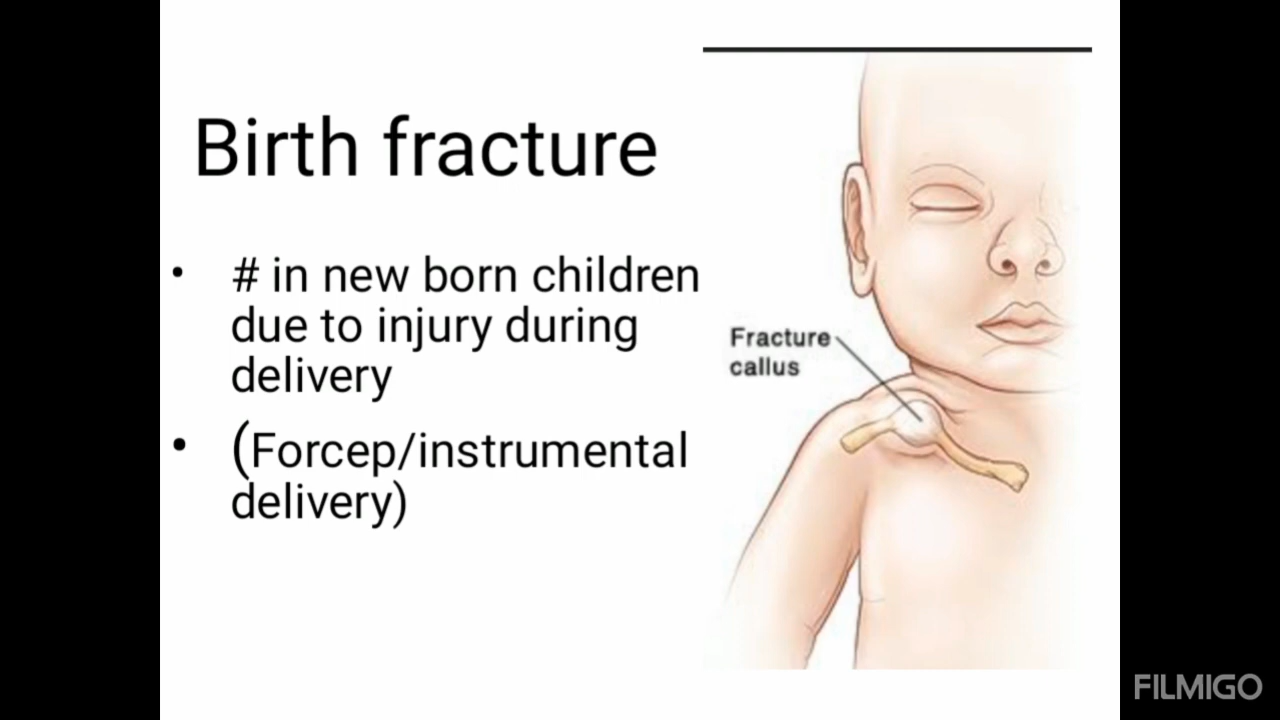 Birth fracture
• # in new born children
due to injury during
delivery
• (Forcep/instrumental
delivery)
Fracture
callus
FILMIGO